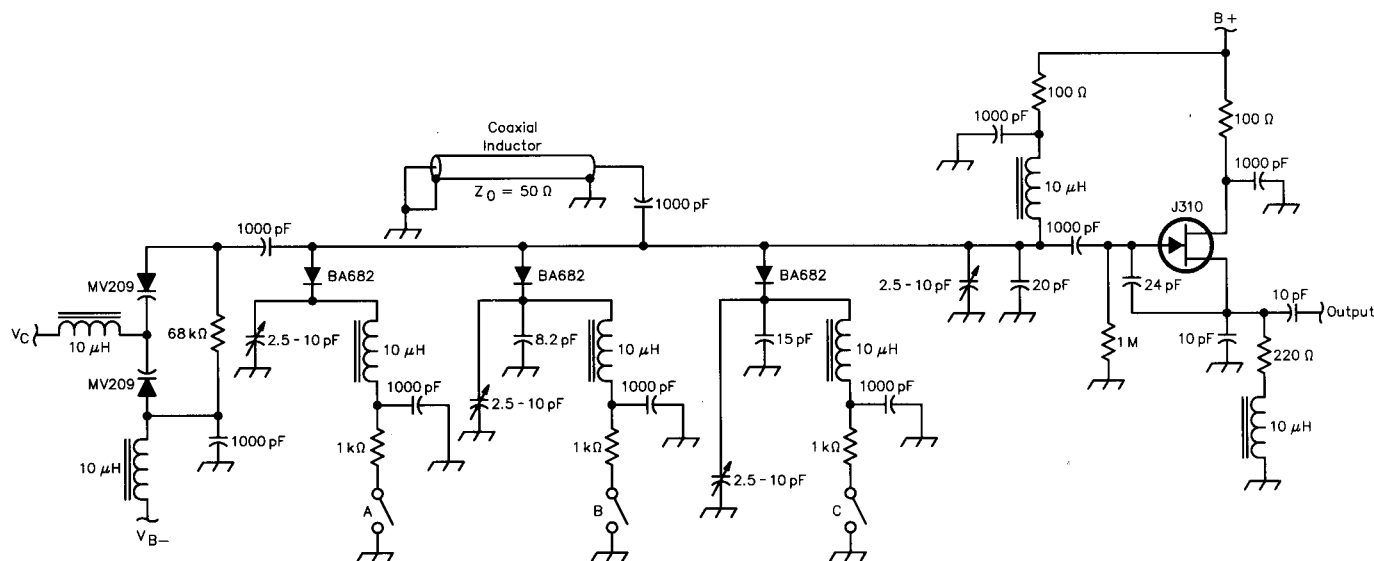 B+
100 Ω
100 Ω
1000 pF
1000 pF
Coaxial
Inductor
Z0 = 50 Ω
1000 pF
10 μH
J310
1000 pF
1000 pF
BA682
BA682
BA682
MV209
68 kΩ
VC
10 μH
MV209
2.5 - 10 pF
10 μH
8.2 pF
10 μH
15 pF
10 μH
2.5 - 10 pF
20 pF
24 pF
1 M
10 pF
10 pF
Output
220 Ω
10 μH
1000 pF
1000 pF
1000 pF
1000 pF
2.5 - 10 pF
2.5 - 10 pF
10 μH
1 kΩ
1 kΩ
1 kΩ
A
B
C
VB−